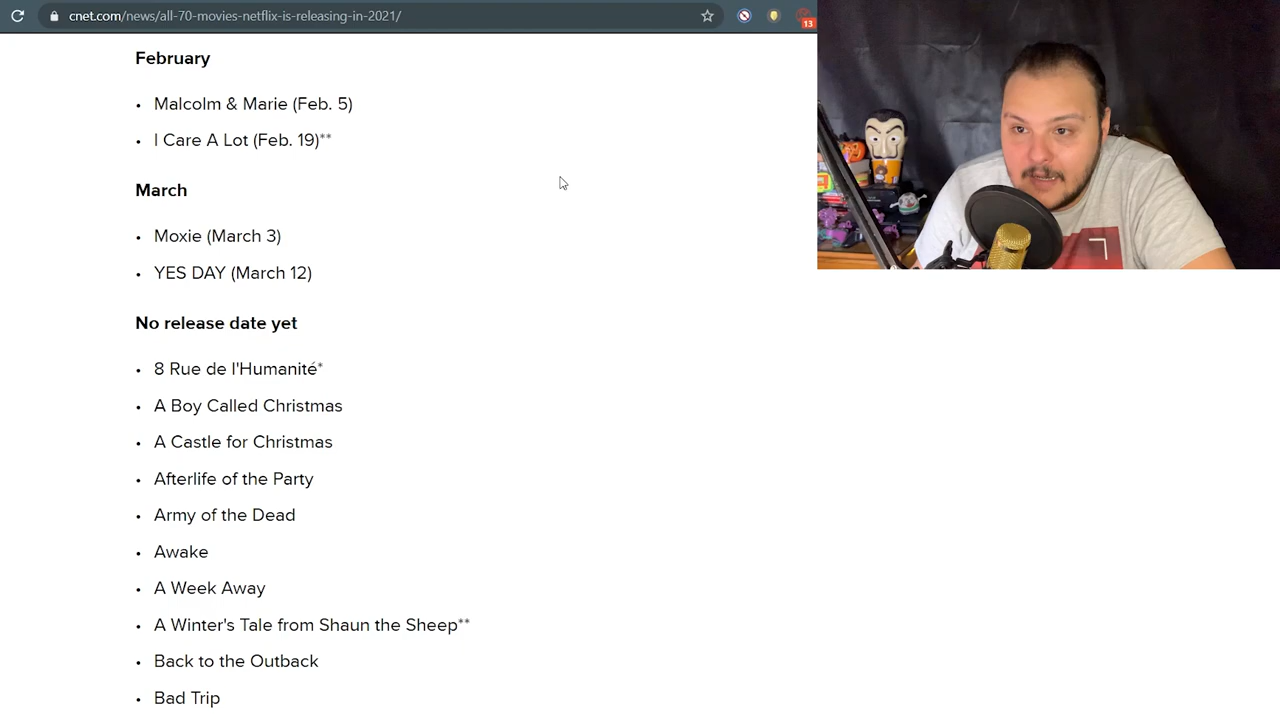 cnet.com/news/all-70-movies-netflix-is-releasing-in-2021/
13
February
• Malcolm & Marie (Feb. 5)
• I Care A Lot (Feb. 19)**
March
• Moxie (March 3)
• YES DAY (March 12)
No release date yet
• 8 Rue de l'Humanité*
• A Boy Called Christmas
• A Castle for Christmas
• Afterlife of the Party
• Army of the Dead
• Awake
• A Week Away
• A Winter's Tale from Shaun the Sheep**
• Back to the Outback
• Bad Trip